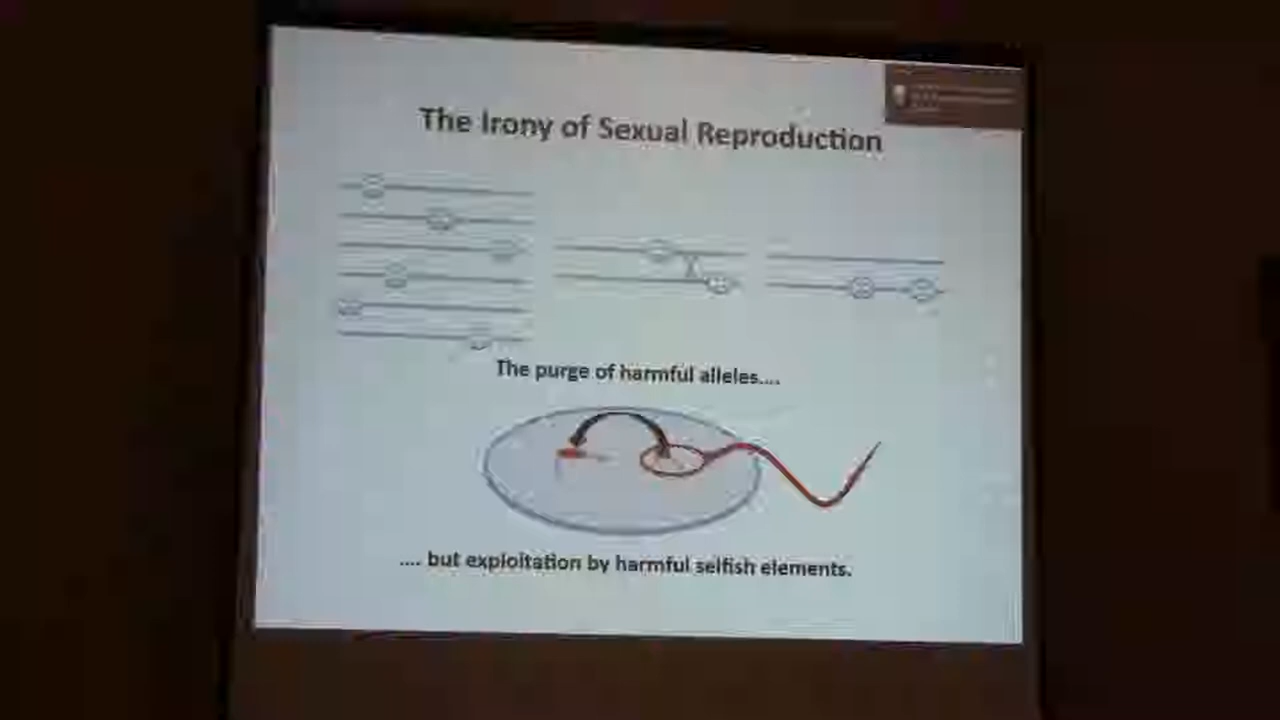 The Irony of Sexual Reproduction
The purge of harmful alleles....
.... but exploitation by harmful selfish elements.